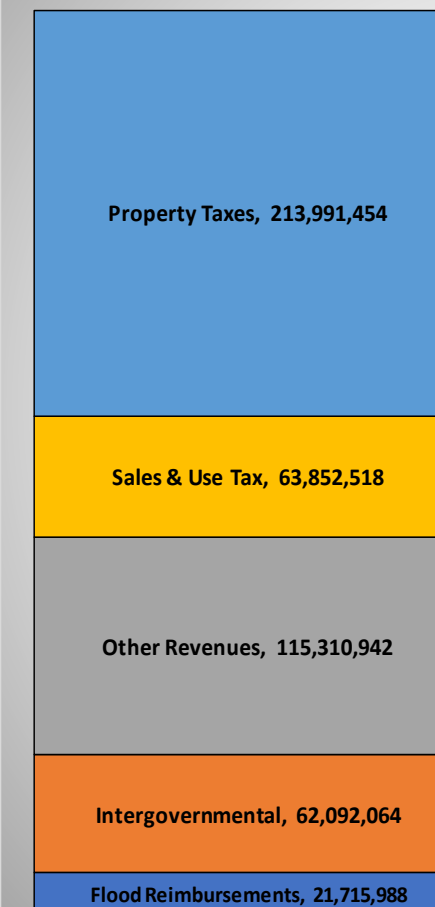 Property Taxes, 213,991,454
Sales & Use Tax, 63,852,518
Other Revenues, 115,310,942
Intergovernmental, 62,092,064
Flood Reimbursements, 21,715,988